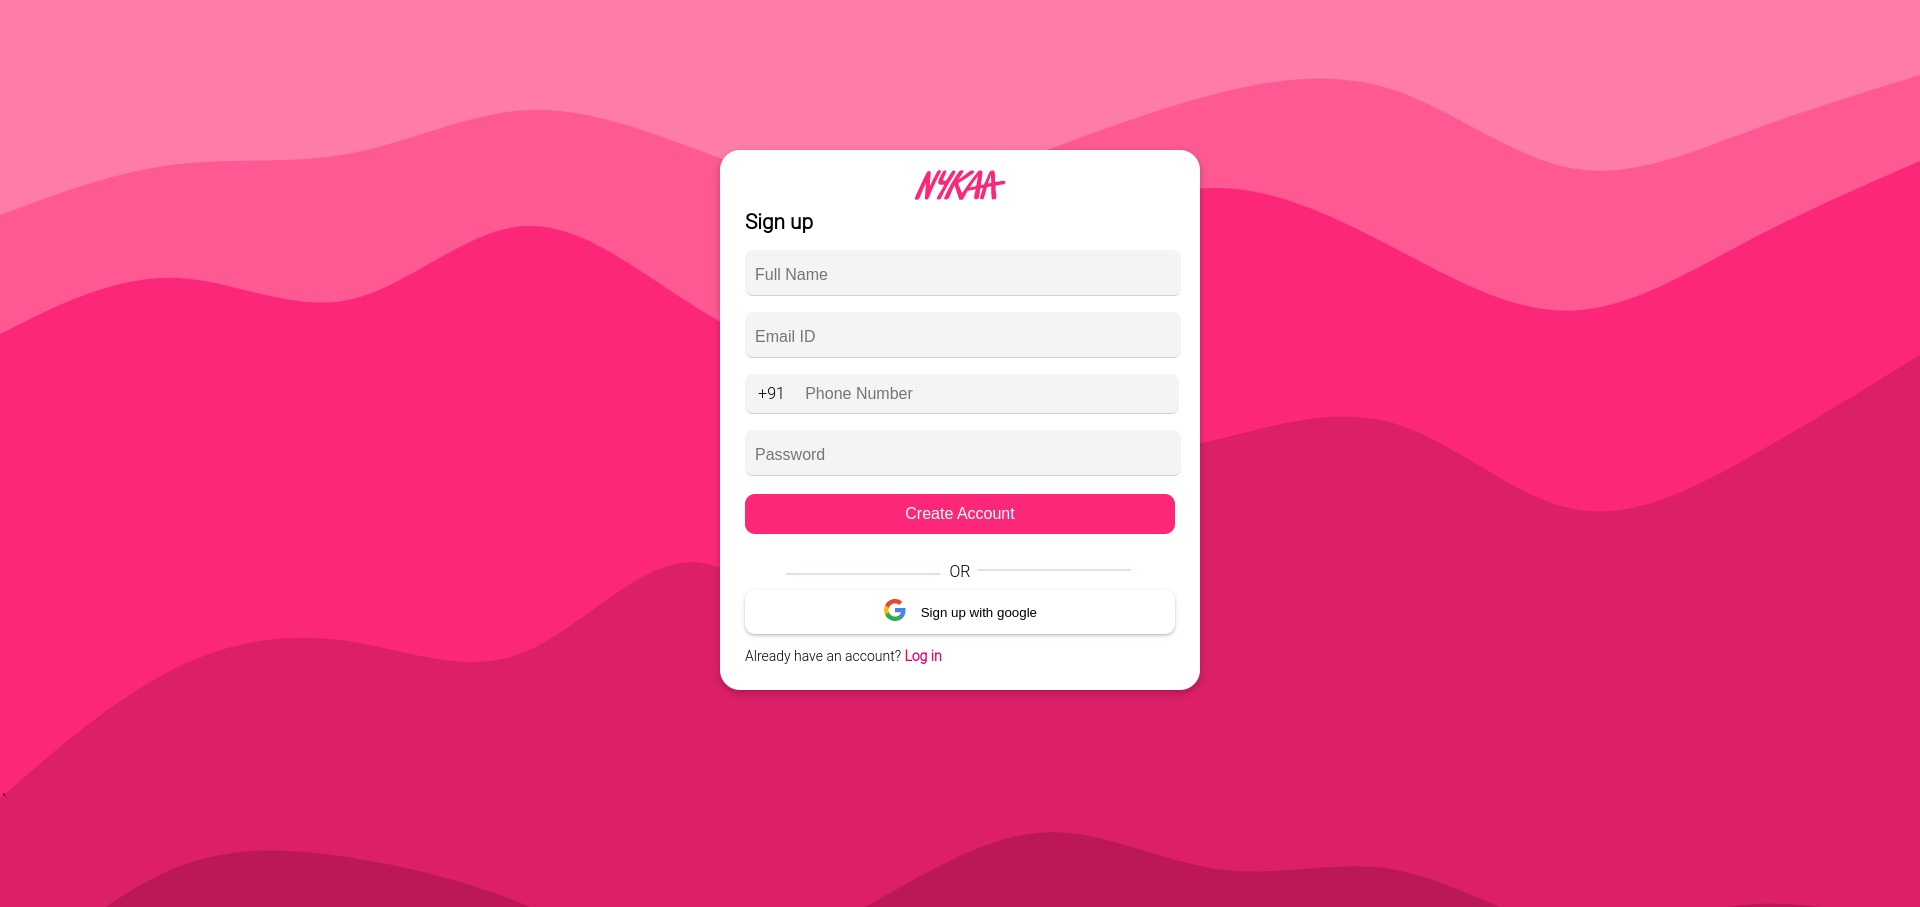 NYKAA
Sign up
Full Name
Email ID
+91 Phone Number
Password
Create Account
OR
Sign up with google
Already have an account? Log in